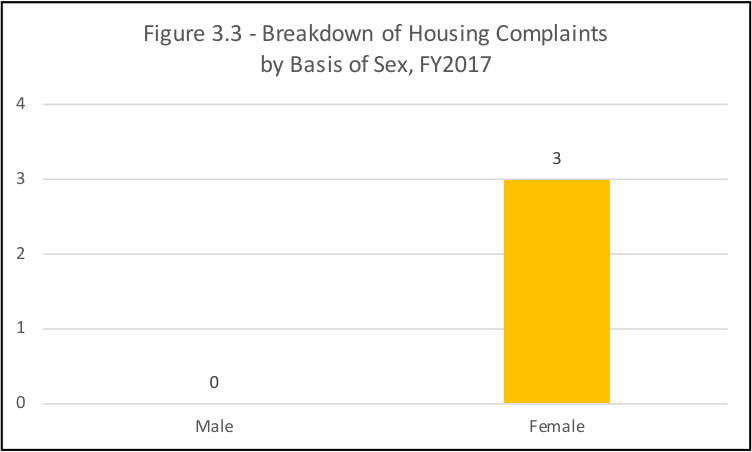 Figure 3.3 - Breakdown of Housing Complaints
by Basis of Sex, FY2017
4
3
3
2
1
0
0
Male
Female